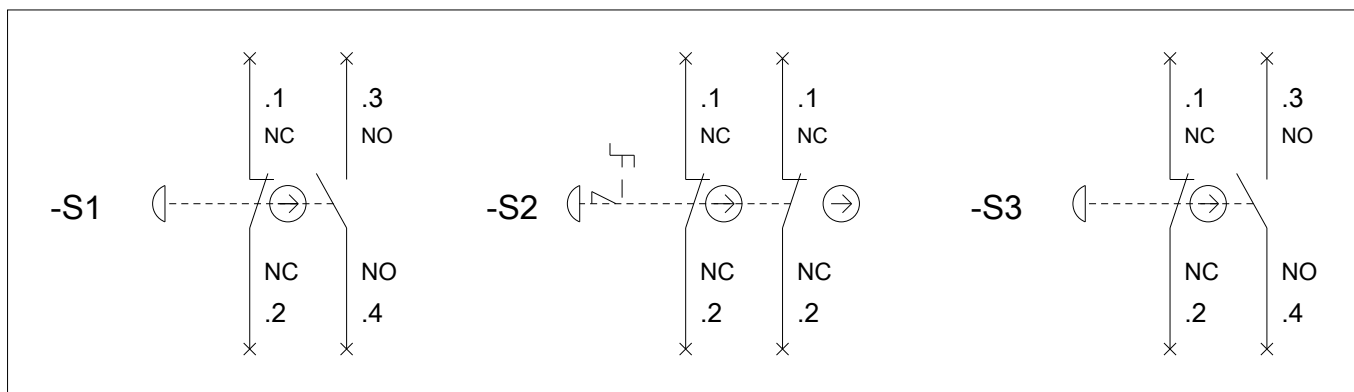 .1 .3 .1 .1 .1 .3
NC NO NC NC NC NO
-S1 -S2 -S3
NC NO NC NC NC NO
.2 .4 .2 .2 .2 .4